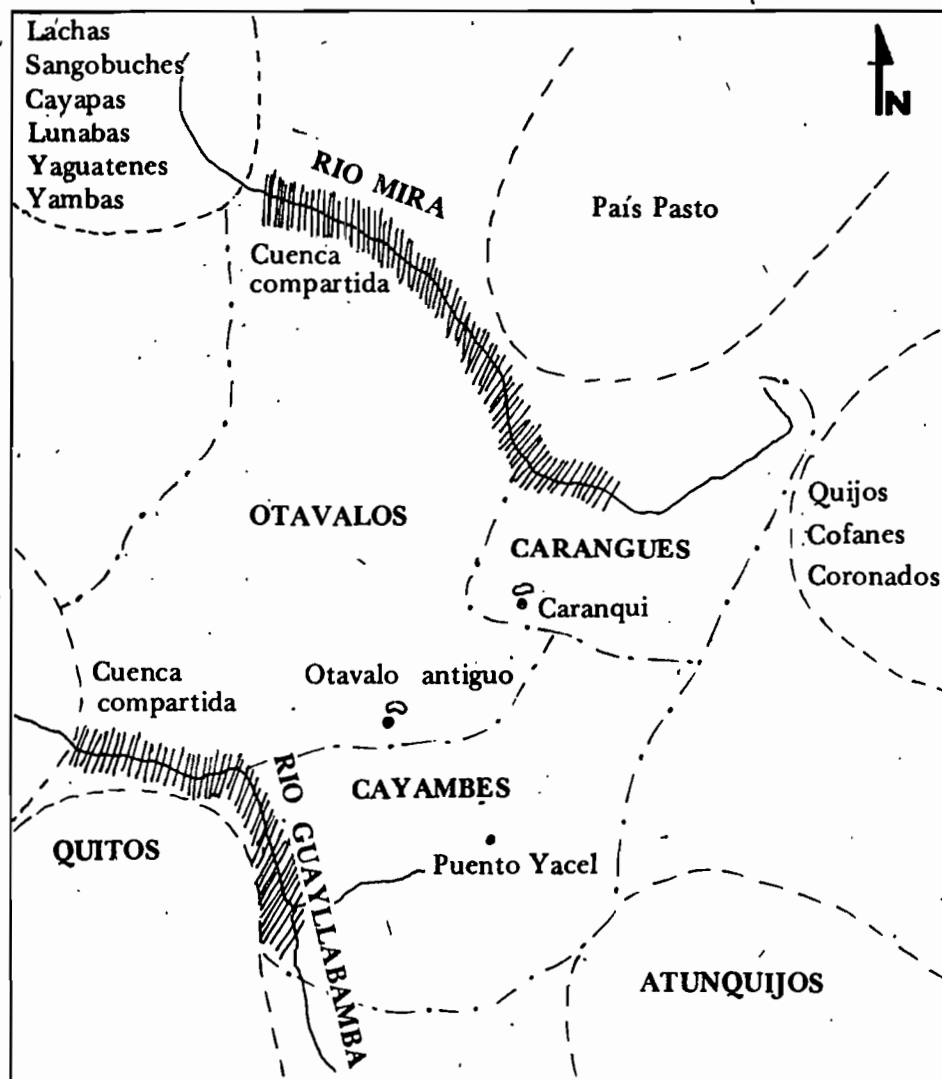 Lachas
Sangobuches
Cayapas
Lunabas
Yaguatenes
Yambas
N
RIO MIRA
País Pasto
Cuenca
compartida
OTAVALOS
CARANGUES
Caranqui
Quijos
Cofanes
Coronados
Cuenca
compartida
Otavalo antiguo
RIO GUAYLLABAMBA
CAYAMBES
QUITOS
Puento Yacel
ATUNQUIJOS